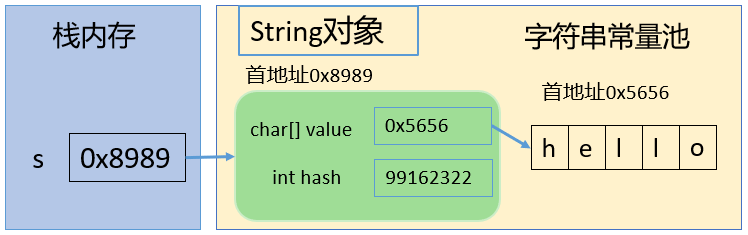 栈内存
s
0x8989
String对象
首地址0x8989
char[] value
0x5656
int hash
99162322
字符串常量池
首地址0x5656
h e l l o